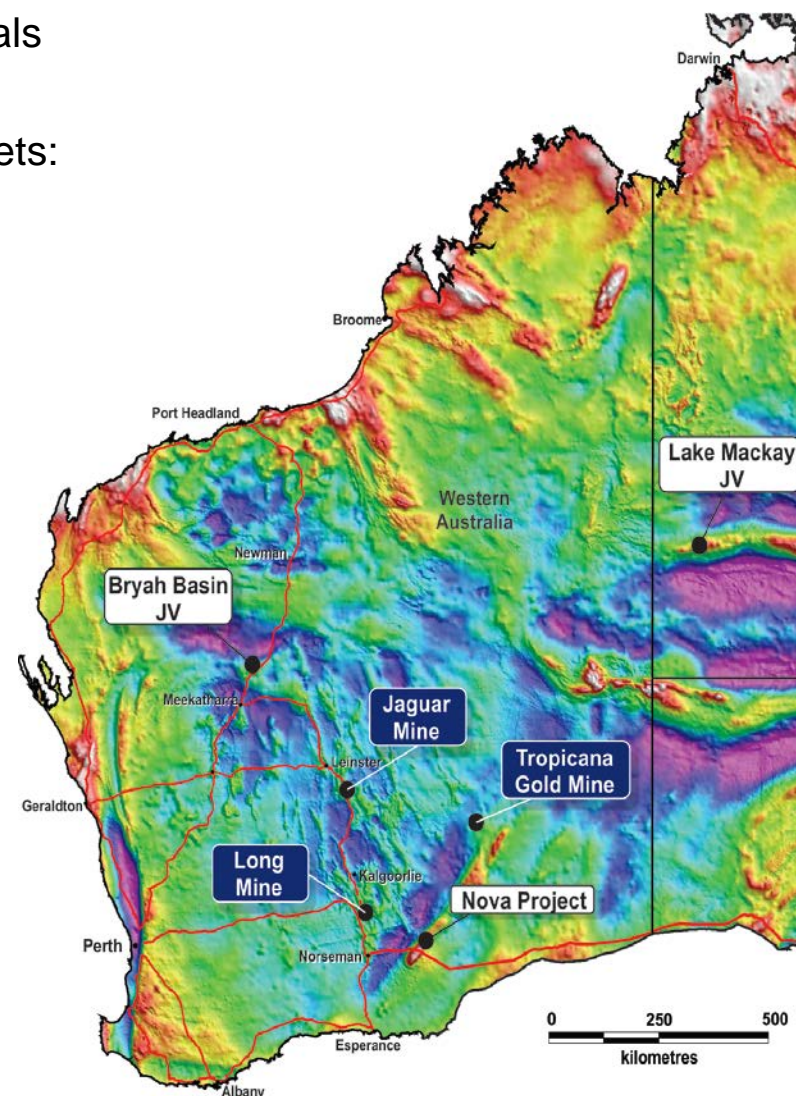 als
ets:
Darwin
Broome
Port Headland
Lake Mackay
JV
Western
Australia
Newman
Bryah Basin
JV
Meekatharra
Jaguar
Mine
Leinster
Tropicana
Gold Mine
Geraldton
Long
Mine
Kalgoorlie
Nova Project
Perth
Norseman
0 250 500
kilometres
Esperance
Albany